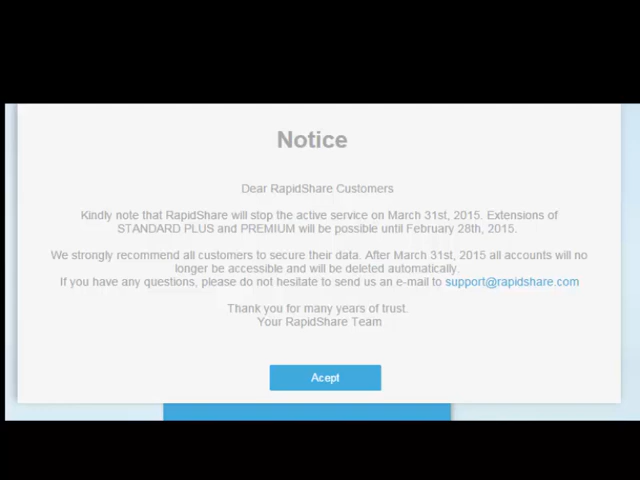 Notice
Dear RapidShare Customers
Kindly note that RapidShare will stop the active service on March 31st, 2015. Extensions of
STANDARD PLUS and PREMIUM will be possible until February 28th, 2015.
We strongly recommend all customers to secure their data. After March 31st, 2015 all accounts will no
longer be accessible and will be deleted automatically.
If you have any questions, please do not hesitate to send us an e-mail to support@rapidshare.com
Thank you for many years of trust.
Your RapidShare Team
Acept